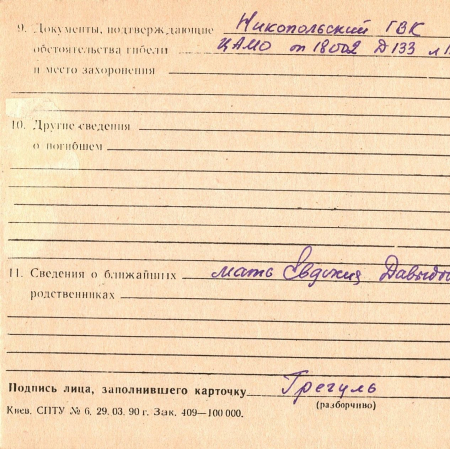 9. Документы, подтверждающие Никопольский ГВК
обстоятельства гибели ЦАМО оп 18002 Д 133 л 1
и место захоронения
10. Другие сведения
о погибшем
11. Сведения о ближайших мать Евдокия Давыдо
родственниках
Подпись лица, заполнившего карточку Грегуль
(разборчиво)
Киев. СПТУ № 6. 29. 03. 90 г. Зак. 409—100 000.